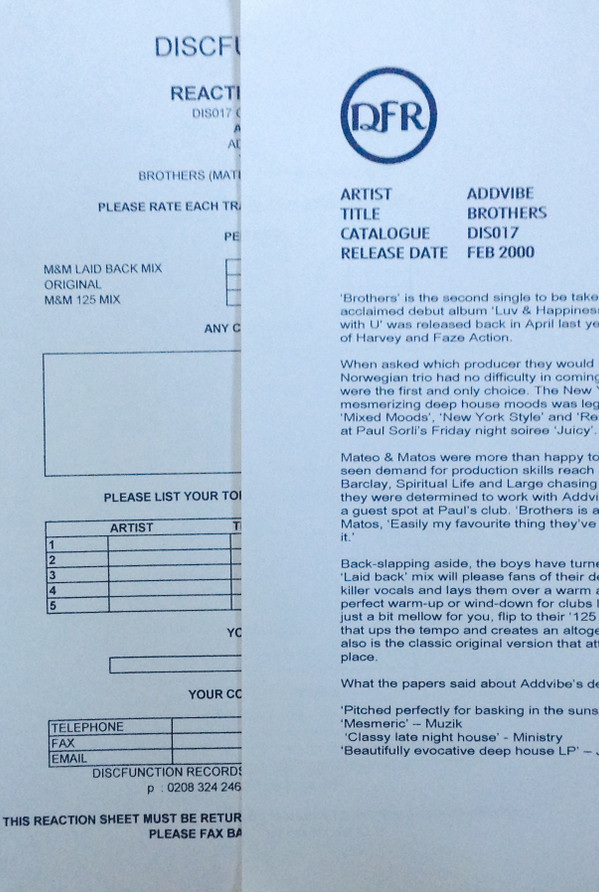 DISCFU
REACTI
DIS017
BROTHERS (MATI
PLEASE RATE EACH TRA
PE
M&M LAID BACK MIX
ORIGINAL
M&M 125 MIX
ANY C
PLEASE LIST YOUR TO
ARTIST T
1
2
3
4
5
YO
YOUR CO
TELEPHONE
FAX
EMAIL
DISCFUNCTION RECORDS
p : 0208 324 246
THIS REACTION SHEET MUST BE RETUR
PLEASE FAX BA
DFR
ARTIST ADDVIBE
TITLE BROTHERS
CATALOGUE DIS017
RELEASE DATE FEB 2000
'Brothers' is the second single to be take
acclaimed debut album 'Luv & Happines
with U' was released back in April last ye
of Harvey and Faze Action.
When asked which producer they would
Norwegian trio had no difficulty in coming
were the first and only choice. The New
mesmerizing deep house moods was leg
'Mixed Moods', 'New York Style' and 'Re
at Paul Sorli's Friday night soiree 'Juicy'.
Mateo & Matos were more than happy to
seen demand for production skills reach
Barclay, Spiritual Life and Large chasing
they were determined to work with Addvi
a guest spot at Paul's club. 'Brothers is a
Matos, 'Easily my favourite thing they've
it.'
Back-slapping aside, the boys have turne
'Laid back' mix will please fans of their de
killer vocals and lays them over a warm a
perfect warm-up or wind-down for clubs l
just a bit mellow for you, flip to their '125
that ups the tempo and creates an altoge
also is the classic original version that att
place.
What the papers said about Addvibe's de
'Pitched perfectly for basking in the suns
'Mesmeric' – Muzik
'Classy late night house' - Ministry
'Beautifully evocative deep house LP' –